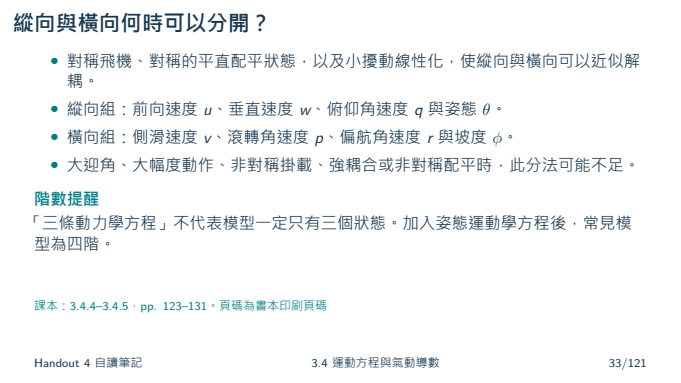 縱向與橫向何時可以分開？
• 對稱飛機、對稱的平直配平狀態，以及小擾動線性化，使縱向與橫向可以近似解
耦。
• 縱向組：前向速度 u、垂直速度 w、俯仰角速度 q 與姿態 θ。
• 橫向組：側滑速度 v、滾轉角速度 p、偏航角速度 r 與坡度 ϕ。
• 大迎角、大幅度動作、非對稱掛載、強耦合或非對稱配平時，此分法可能不足。
階數提醒
「三條動力學方程」不代表模型一定只有三個狀態。加入姿態運動學方程後，常見模
型為四階。
課本：3.4.4–3.4.5，pp. 123–131。頁碼為書本印刷頁碼
Handout 4 自讀筆記 3.4 運動方程與氣動導數 33/121